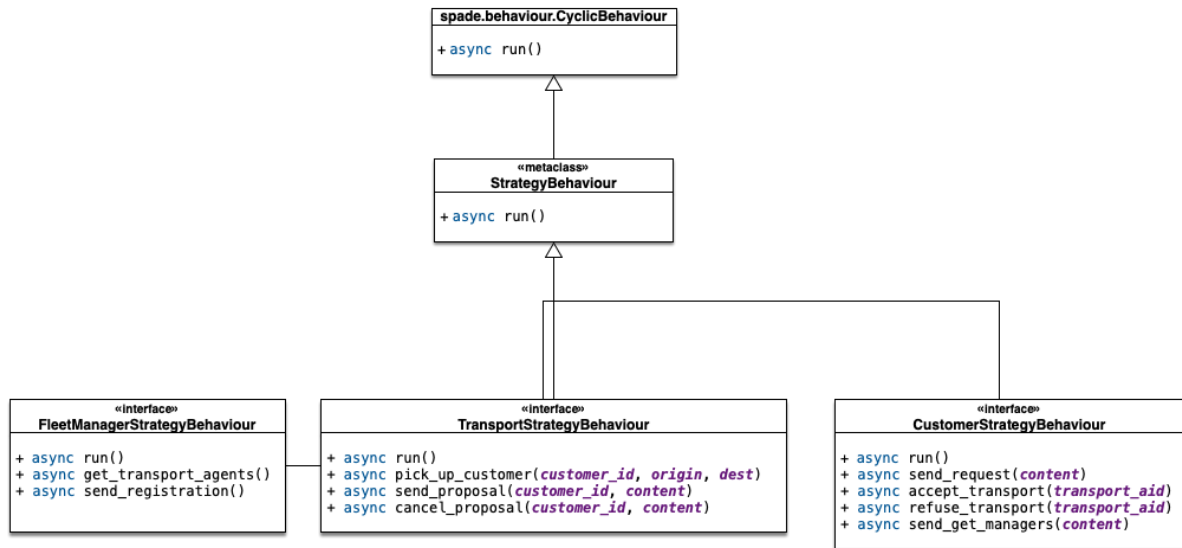 spade.behaviour.CyclicBehaviour
+ async run()
«metaclass»
StrategyBehaviour
+ async run()
«interface»
FleetManagerStrategyBehaviour
+ async run()
+ async get_transport_agents()
+ async send_registration()
«interface»
TransportStrategyBehaviour
+ async run()
+ async pick_up_customer(customer_id, origin, dest)
+ async send_proposal(customer_id, content)
+ async cancel_proposal(customer_id, content)
«interface»
CustomerStrategyBehaviour
+ async run()
+ async send_request(content)
+ async accept_transport(transport_aid)
+ async refuse_transport(transport_aid)
+ async send_get_managers(content)